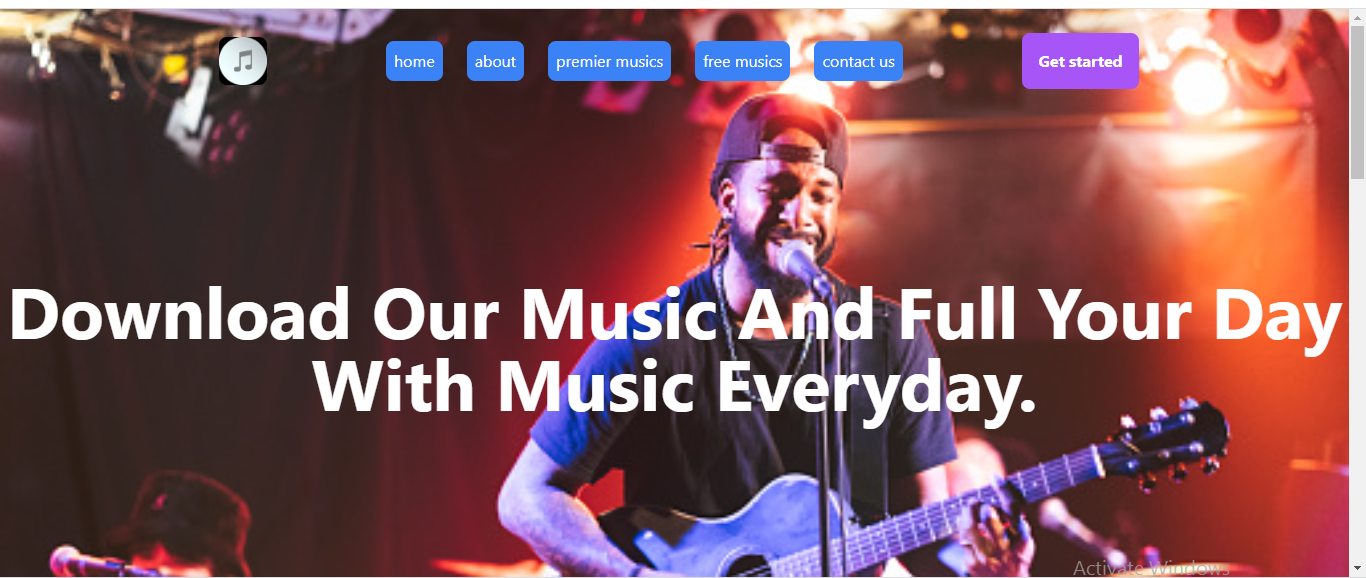 home
about
premier musics
free musics
contact us
Get started
Download Our Music And Full Your Day
With Music Everyday.
Activate Windows